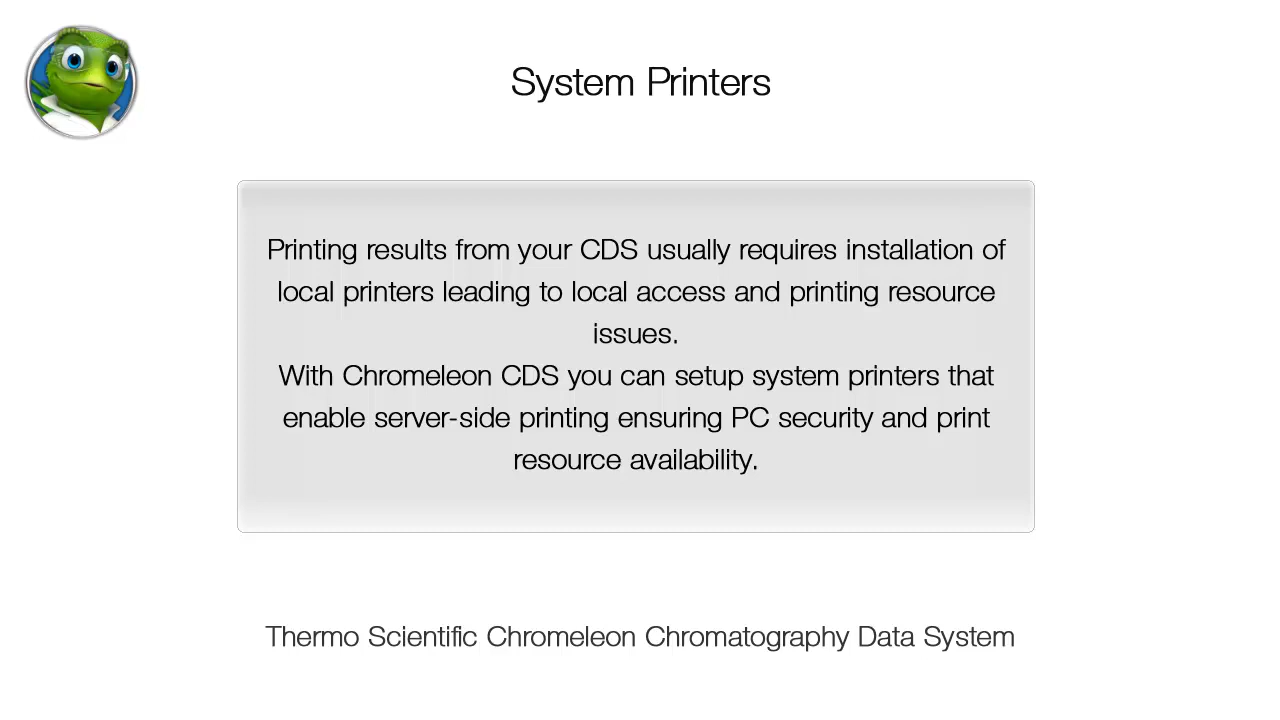 System Printers
Printing results from your CDS usually requires installation of
local printers leading to local access and printing resource
issues.
With Chromeleon CDS you can setup system printers that
enable server-side printing ensuring PC security and print
resource availability.
Thermo Scientific Chromeleon Chromatography Data System